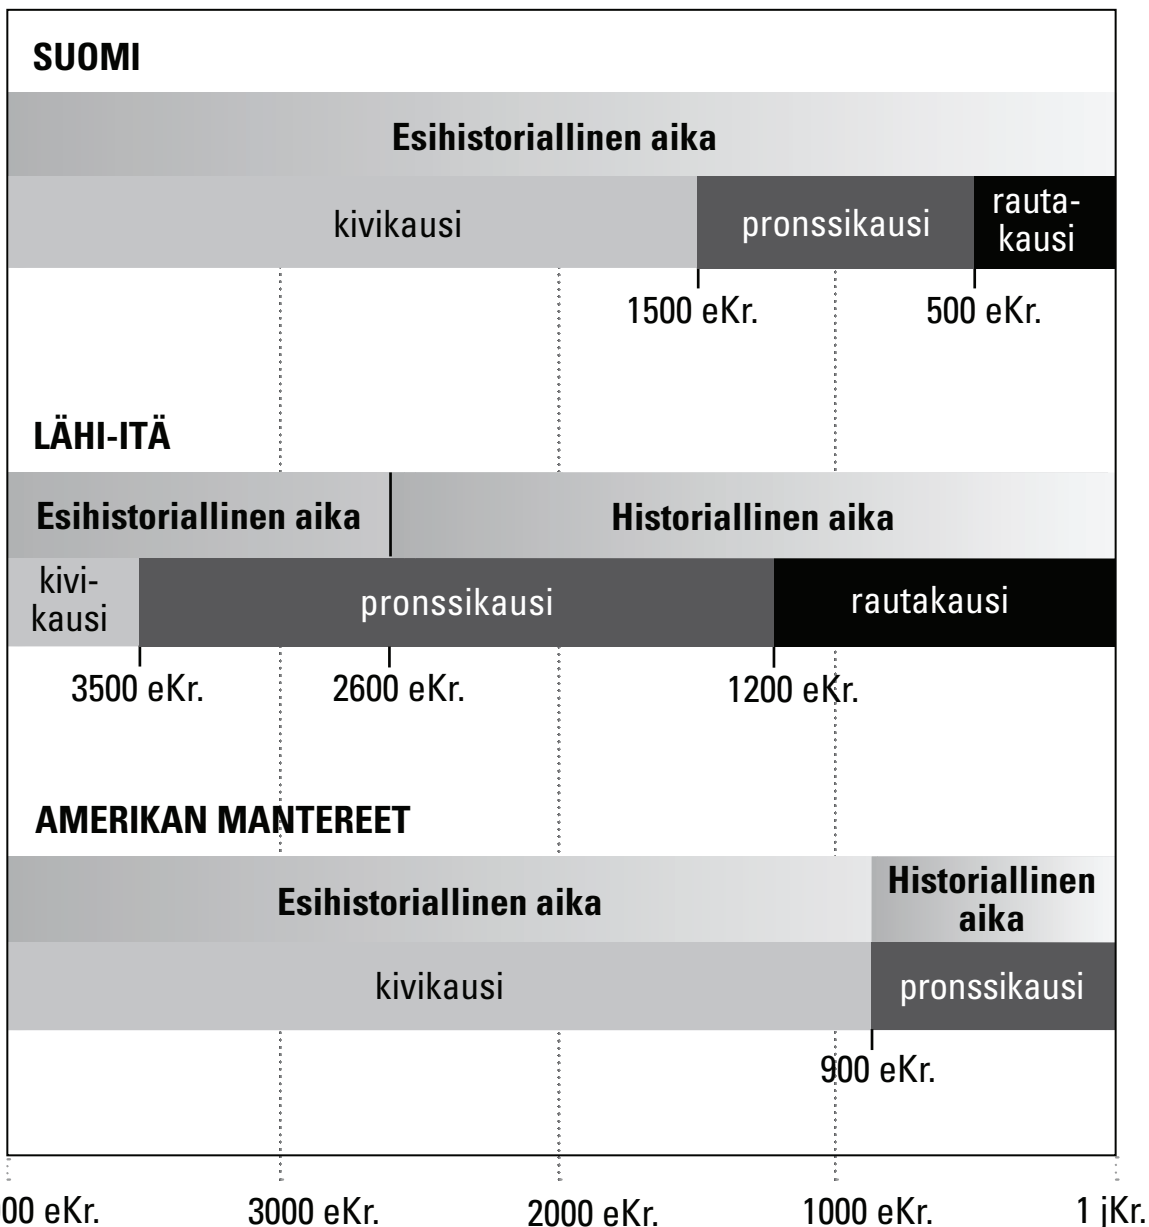 SUOMI
Esihistoriallinen aika
kivikausi
pronssikausi
rauta-
kausi
1500 eKr.
500 eKr.
LÄHI-ITÄ
Esihistoriallinen aika
Historiallinen aika
kivi-
kausi
pronssikausi
rautakausi
3500 eKr.
2600 eKr.
1200 eKr.
AMERIKAN MANTEREET
Esihistoriallinen aika
Historiallinen
aika
kivikausi
pronssikausi
900 eKr.
00 eKr.
3000 eKr.
2000 eKr.
1000 eKr.
1 jKr.